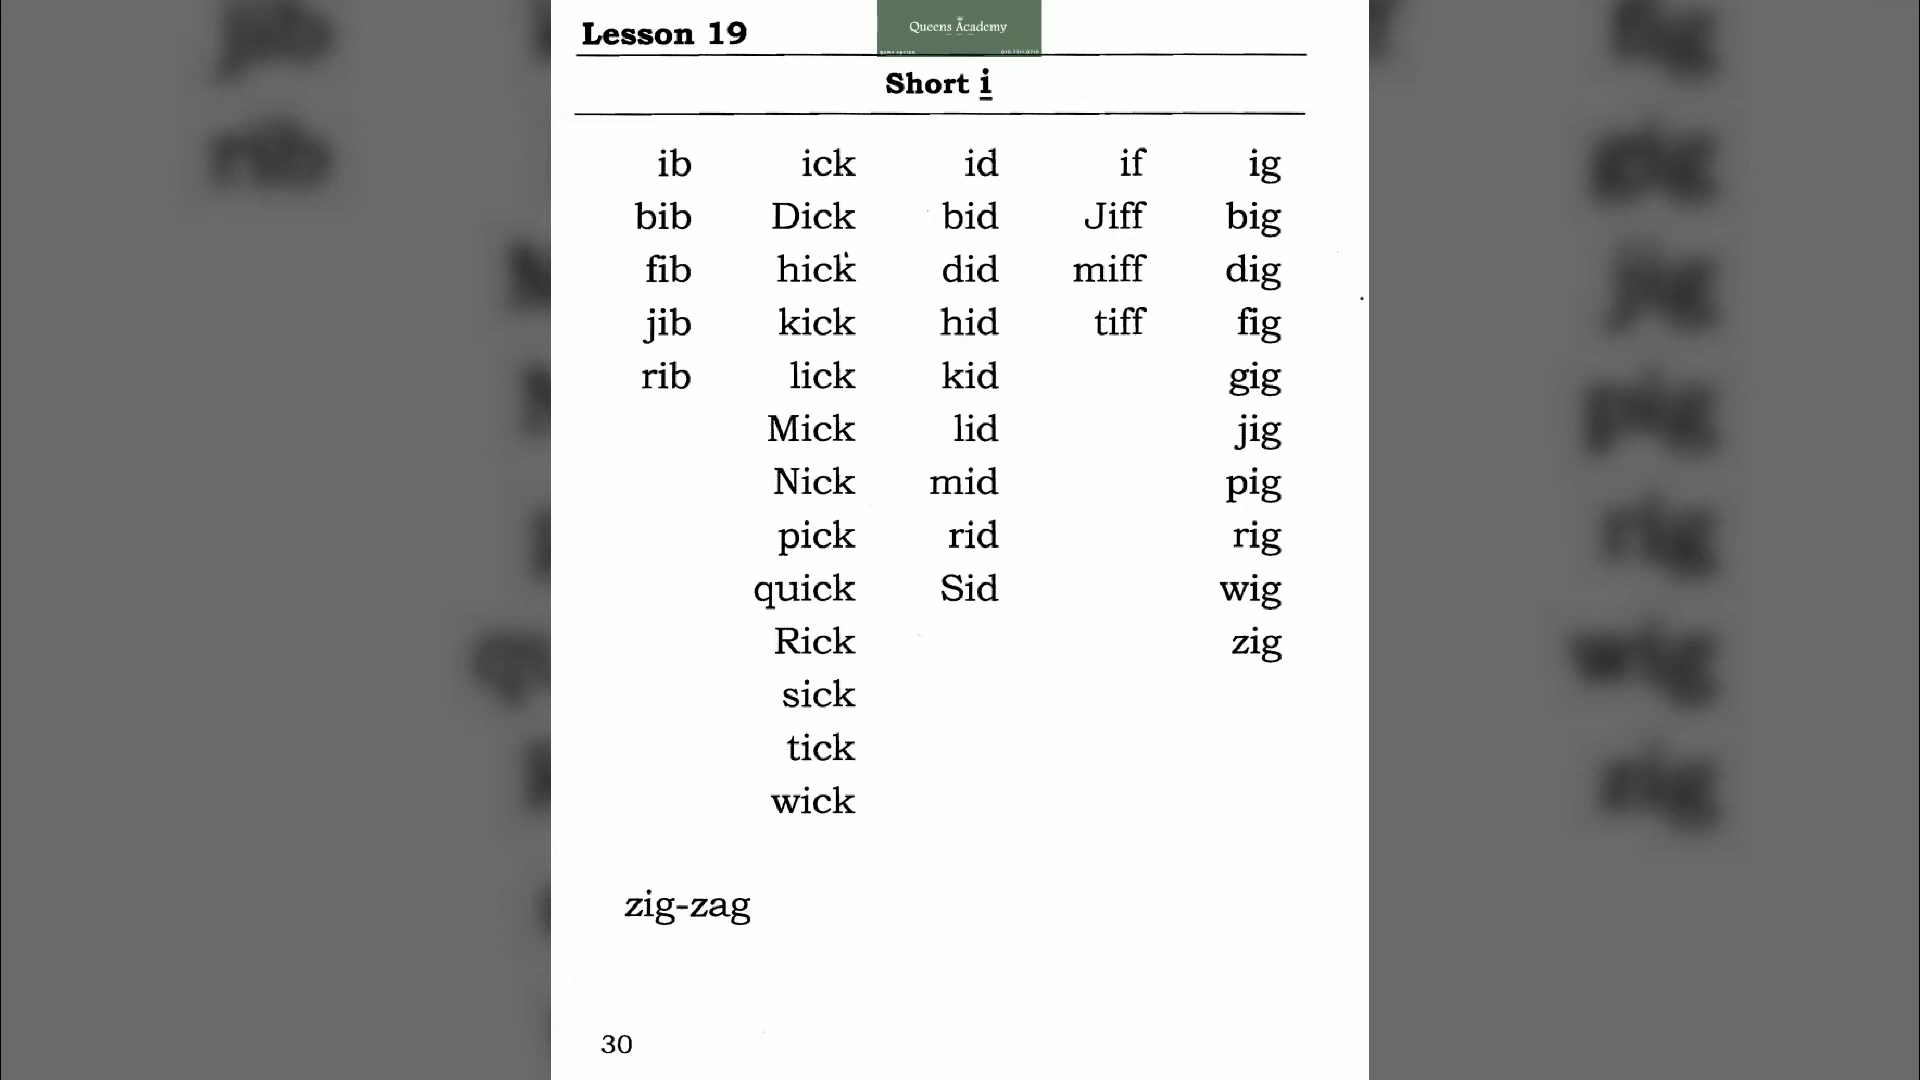 Lesson 19
Queens Academy
Short i
ib ick id if ig
bib Dick bid Jiff big
fib hick did miff dig
jib kick hid tiff fig
rib lick kid gig
Mick lid jig
Nick mid pig
pick rid rig
quick Sid wig
Rick zig
sick
tick
wick
zig-zag
30